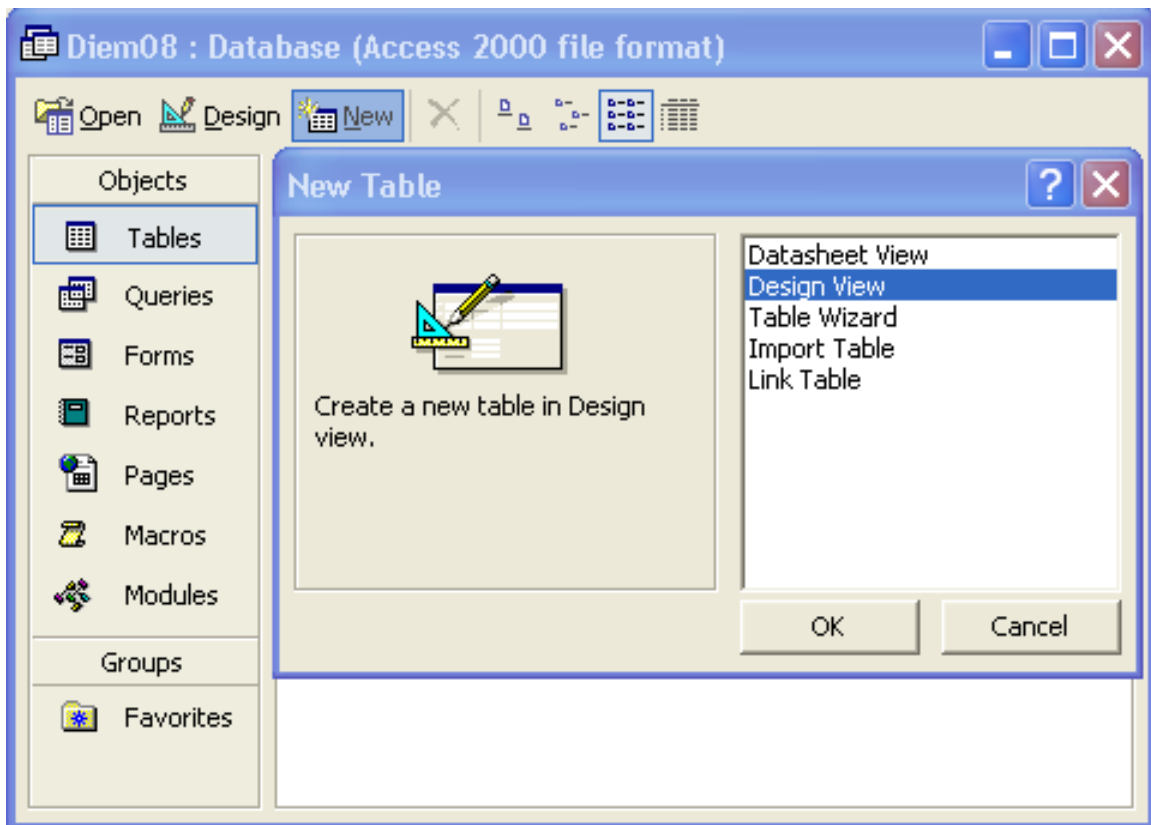 Diem08 : Database (Access 2000 file format)
Open Design New
Objects
Tables
Queries
Forms
Reports
Pages
Macros
Modules
Groups
Favorites
New Table
Create a new table in Design
view.
Datasheet View
Design View
Table Wizard
Import Table
Link Table
OK Cancel